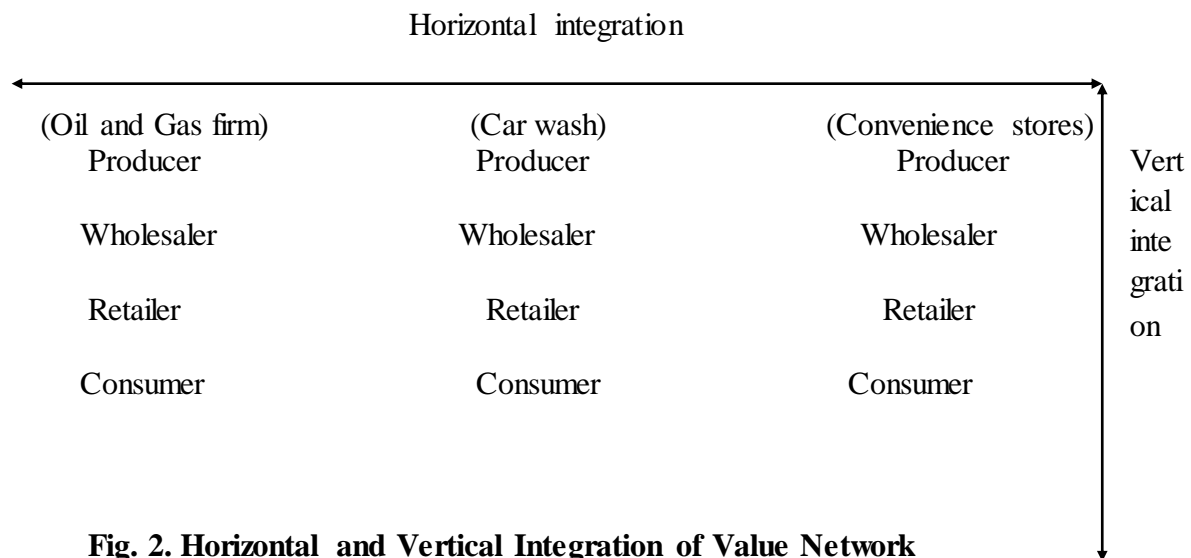 Horizontal integration
(Oil and Gas firm) (Car wash) (Convenience stores)
Producer Producer Producer
Wholesaler Wholesaler Wholesaler
Retailer Retailer Retailer
Consumer Consumer Consumer
Vert
ical
inte
grati
on
Fig. 2. Horizontal and Vertical Integration of Value Network